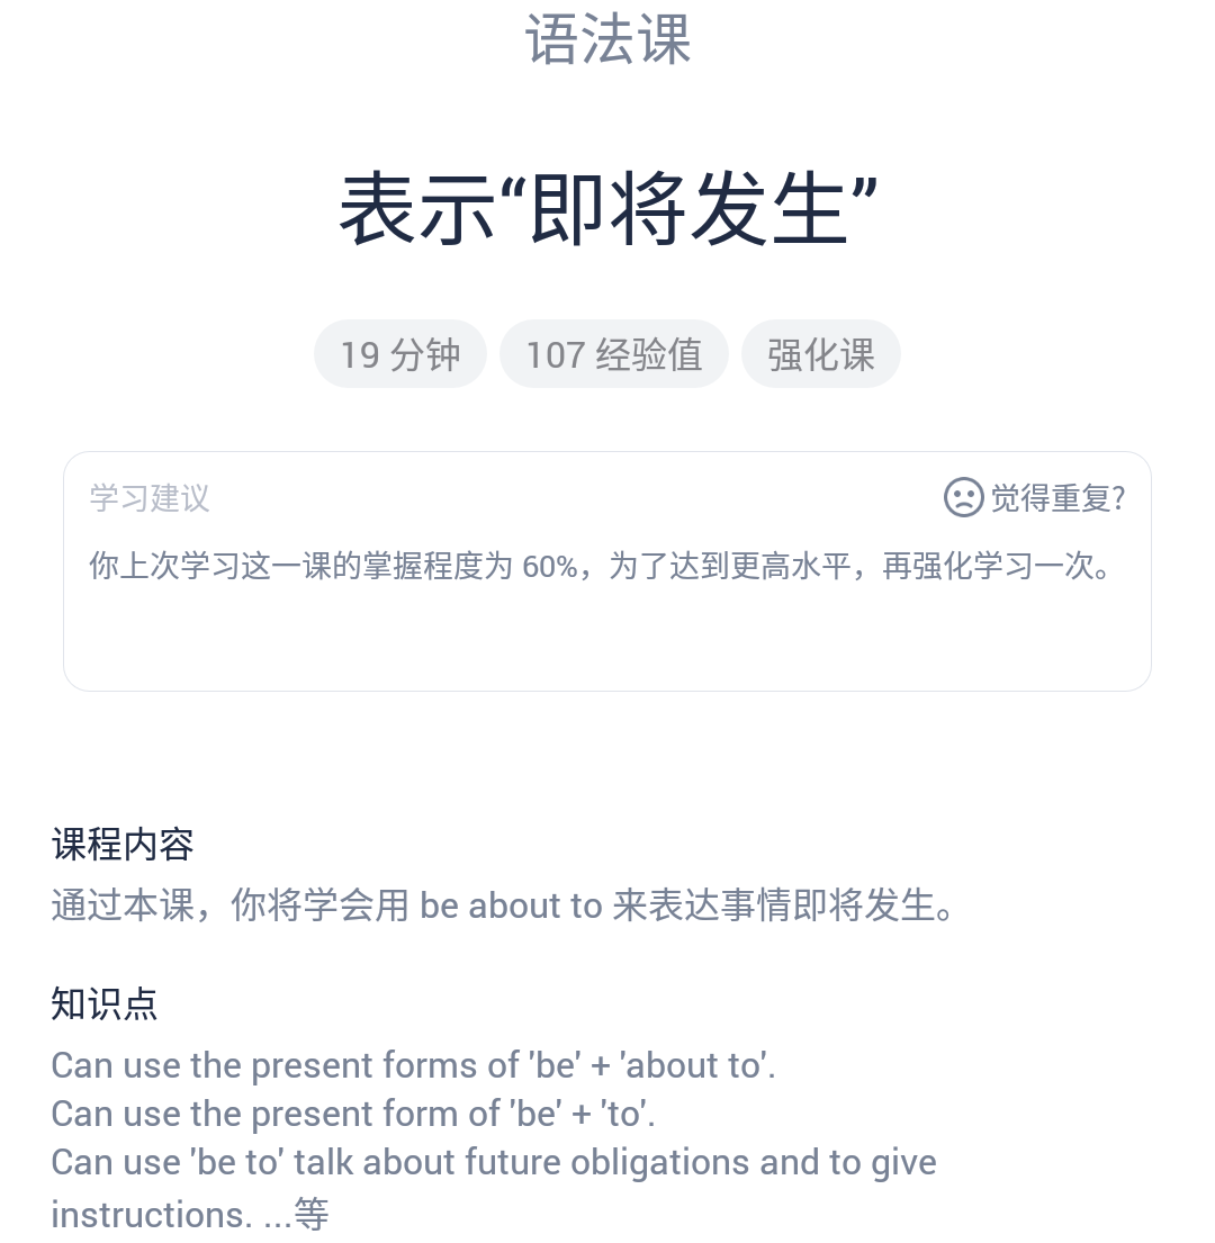 语法课
表示“即将发生”
19 分钟 107 经验值 强化课
学习建议 觉得重复?
你上次学习这一课的掌握程度为 60%，为了达到更高水平，再强化学习一次。
课程内容
通过本课，你将学会用 be about to 来表达事情即将发生。
知识点
Can use the present forms of 'be' + 'about to'.
Can use the present form of 'be' + 'to'.
Can use 'be to' talk about future obligations and to give
instructions. ...等